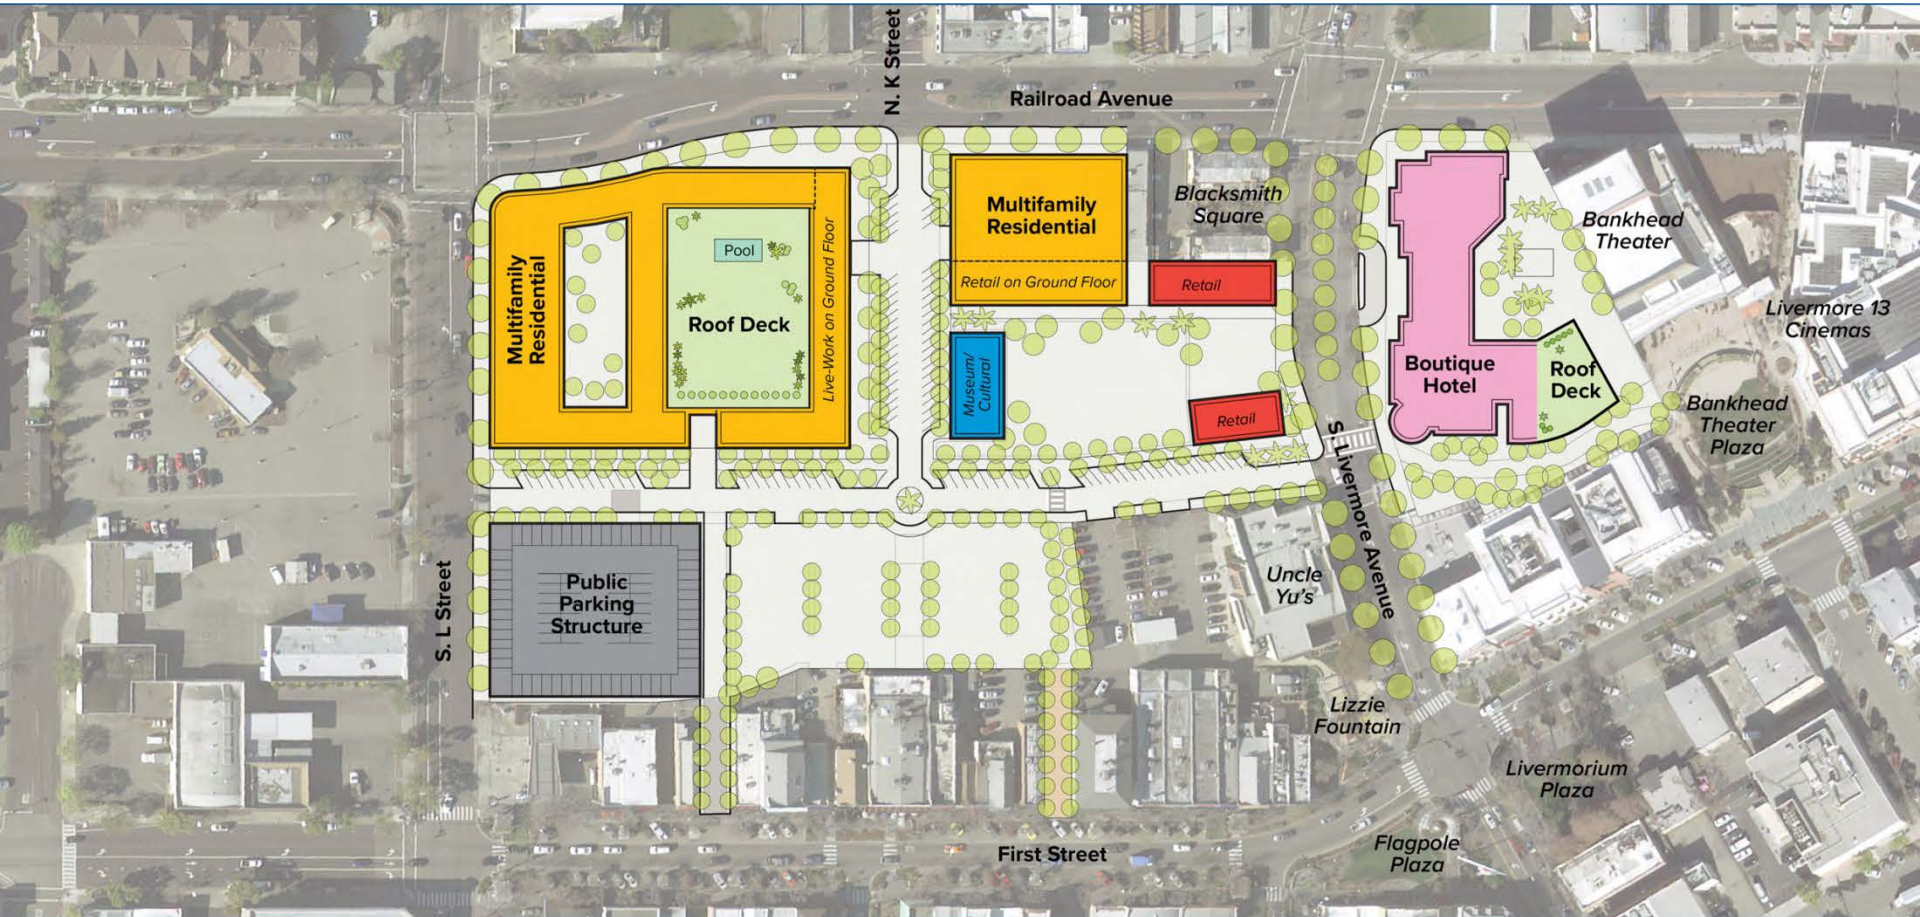 N. K Street
Railroad Avenue
Multifamily
Residential
Pool
Roof Deck
Live-Work on Ground Floor
Multifamily
Residential
Retail on Ground Floor
Blacksmith
Square
Retail
Museum/
Cultural
Retail
Boutique
Hotel
Roof
Deck
Bankhead
Theater
Livermore 13
Cinemas
Bankhead
Theater
Plaza
S. L Street
Public
Parking
Structure
Uncle
Yu's
S Livermore Avenue
Lizzie
Fountain
Livermorium
Plaza
Flagpole
Plaza
First Street